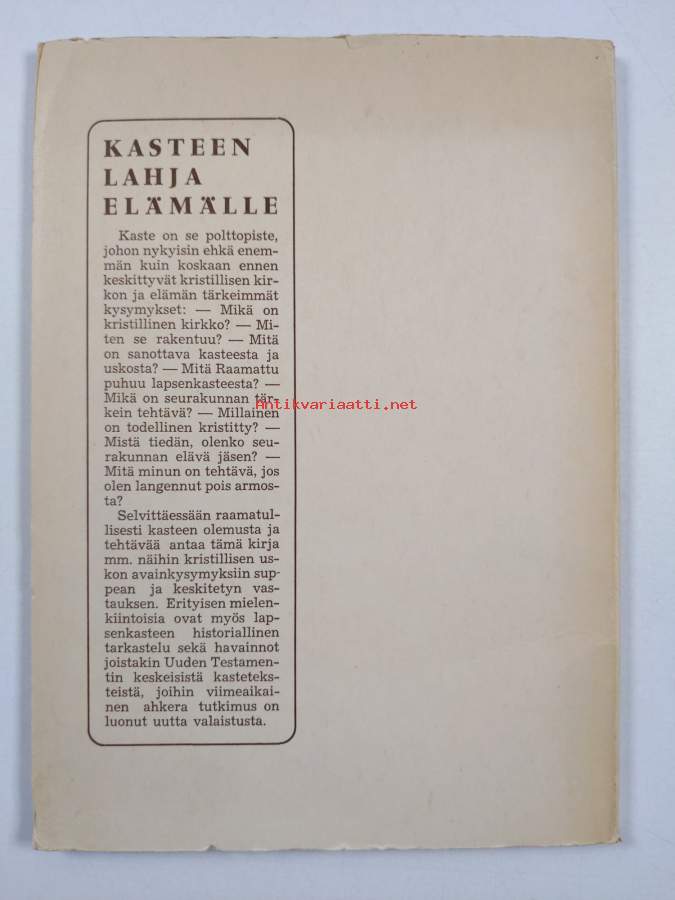 KASTEEN
LAHJA
ELÄMÄLLE
Kaste on se polttopiste,
johon nykyisin ehkä enem-
män kuin koskaan ennen
keskittyvät kristillisen kir-
kon ja elämän tärkeimmät
kysymykset: — Mikä on
kristillinen kirkko? — Mi-
ten se rakentuu? — Mitä
on sanottava kasteesta ja
uskosta? — Mitä Raamattu
puhuu lapsenkasteesta? —
Mikä on seurakunnan tär-
kein tehtävä? — Millainen
on todellinen kristitty? —
Mistä tiedän, olenko seu-
rakunnan elävä jäsen? —
Mitä minun on tehtävä, jos
olen langennut pois armos-
ta?
Selvittäessään raamatul-
lisesti kasteen olemusta ja
tehtävää antaa tämä kirja
mm. näihin kristillisen us-
kon avainkysymyksiin sup-
pean ja keskitetyn vas-
tauksen. Erityisen mielen-
kiintoisia ovat myös lap-
senkasteen historiallinen
tarkastelu sekä havainnot
joistakin Uuden Testamen-
tin keskeisistä kasteteks-
teistä, joihin viimeaikai-
nen ahkera tutkimus on
luonut uutta valaistusta.
Antikvariaatti.net